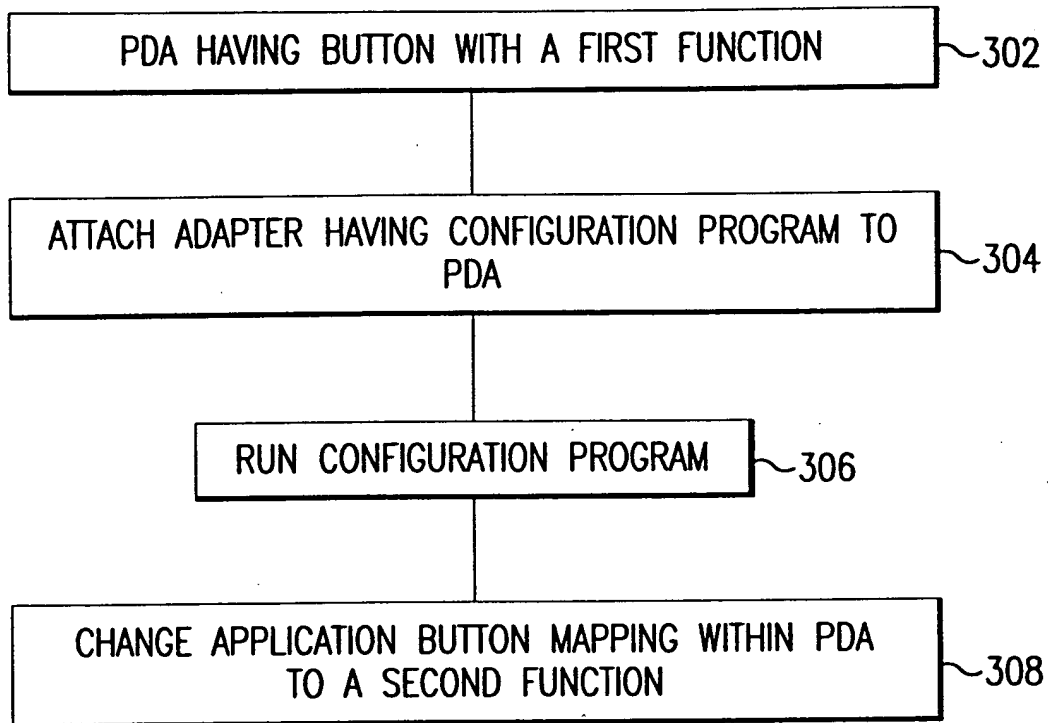 PDA HAVING BUTTON WITH A FIRST FUNCTION 302
ATTACH ADAPTER HAVING CONFIGURATION PROGRAM TO
PDA
304
RUN CONFIGURATION PROGRAM 306
CHANGE APPLICATION BUTTON MAPPING WITHIN PDA
TO A SECOND FUNCTION
308